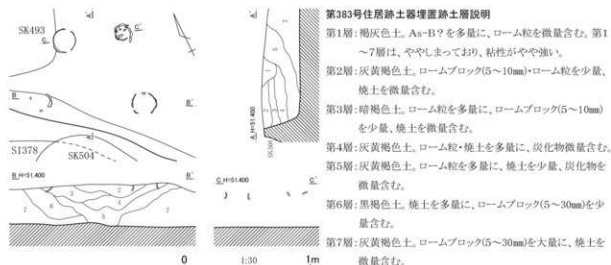 SK493
A
A'
C
C'
B
B'
SI378
SK504
A H=51.400
SK504
B H=51.400
B'
C H=51.400
C'
0
1:30
1m
第383号住居跡土器埋置跡土層説明
第1層：褐灰色土。As-B？を多量に、ローム粒を微量含む。第1
～7層は、ややしまっており、粘性がやや強い。
第2層：灰黄褐色土。ロームブロック(5～10㎜)・ローム粒を少量、
焼土を微量含む。
第3層：暗褐色土。ローム粒を多量に、ロームブロック(5～10㎜)
を少量、焼土を微量含む。
第4層：灰黄褐色土。ローム粒・焼土を多量に、炭化物微量含む。
第5層：灰黄褐色土。ローム粒を多量に、焼土を少量、炭化物を
微量含む。
第6層：黒褐色土。焼土を多量に、ロームブロック(5～30㎜)を少
量含む。
第7層：灰黄褐色土。ロームブロック(5～30㎜)を大量に、焼土を
微量含む。